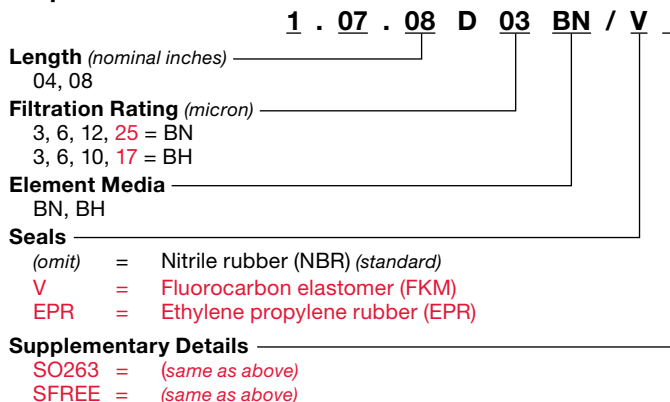 1 . 07 . 08 D 03 BN / V
Length (nominal inches)
04, 08
Filtration Rating (micron)
3, 6, 12, 25 = BN
3, 6, 10, 17 = BH
Element Media
BN, BH
Seals
(omit) = Nitrile rubber (NBR) (standard)
V = Fluorocarbon elastomer (FKM)
EPR = Ethylene propylene rubber (EPR)
Supplementary Details
SO263 = (same as above)
SFREE = (same as above)